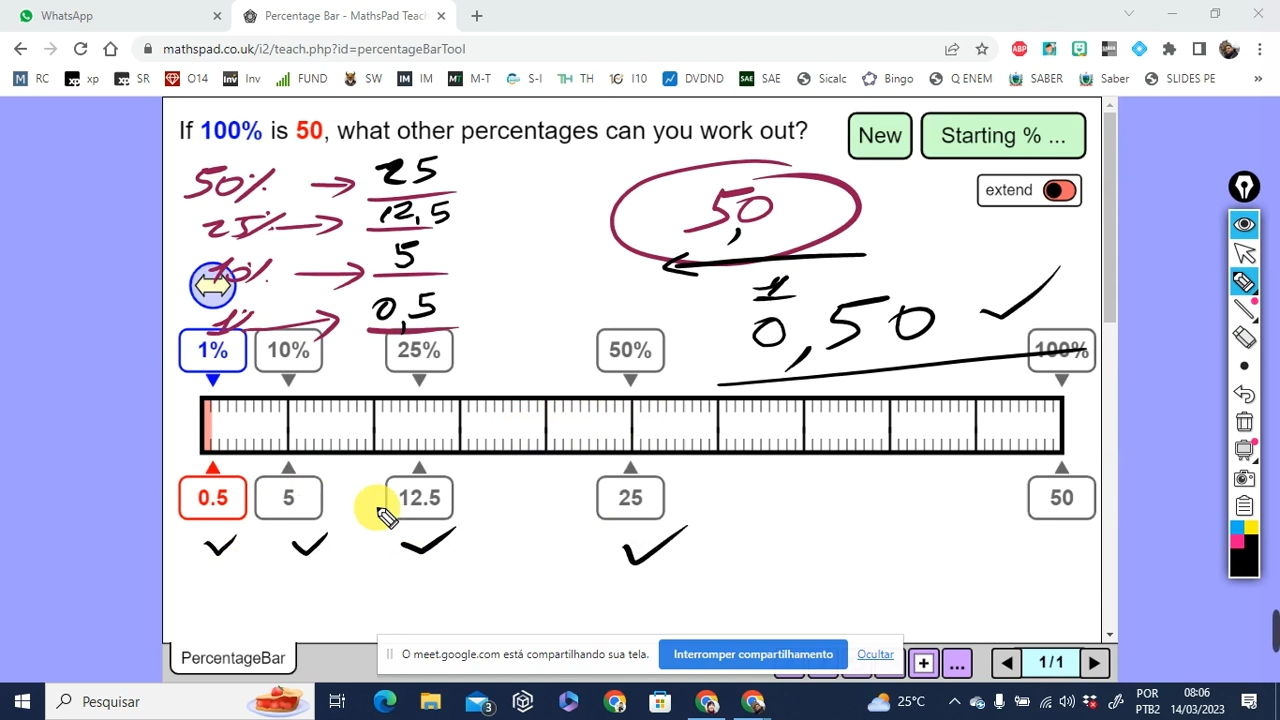 WhatsApp
Percentage Bar - MathsPad Teach
mathspad.co.uk/i2/teach.php?id=percentageBarTool
RC xp SR O14 Inv FUND SW IM M-T S-I TH I10 DVDND SAE Sicalc Bingo Q ENEM SABER Saber SLIDES PE »
If 100% is 50, what other percentages can you work out?
New
Starting % ...
extend
50% → 25
25% → 12,5
10% → 5
1% → 0,5
5,0
0,50
1% 10% 25% 50% 100%
0.5 5 12.5 25 50
PercentageBar
O meet.google.com está compartilhando sua tela.
Interromper compartilhamento
Ocultar
... 1/1
Pesquisar
3
25°C
POR
PTB2
08:06
14/03/2023